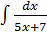 ∫ dx/(5x+7)